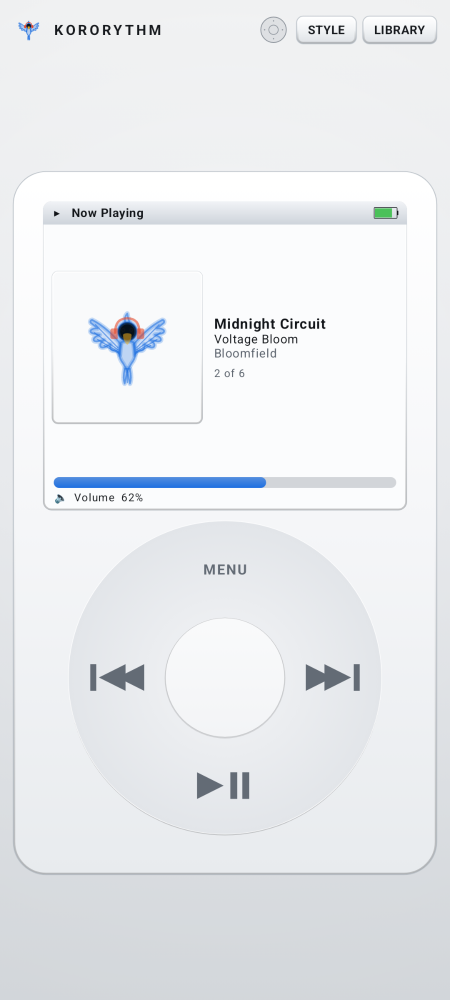 KORORYTHM
STYLE
LIBRARY
Now Playing
Midnight Circuit
Voltage Bloom
Bloomfield
2 of 6
Volume 62%
MENU